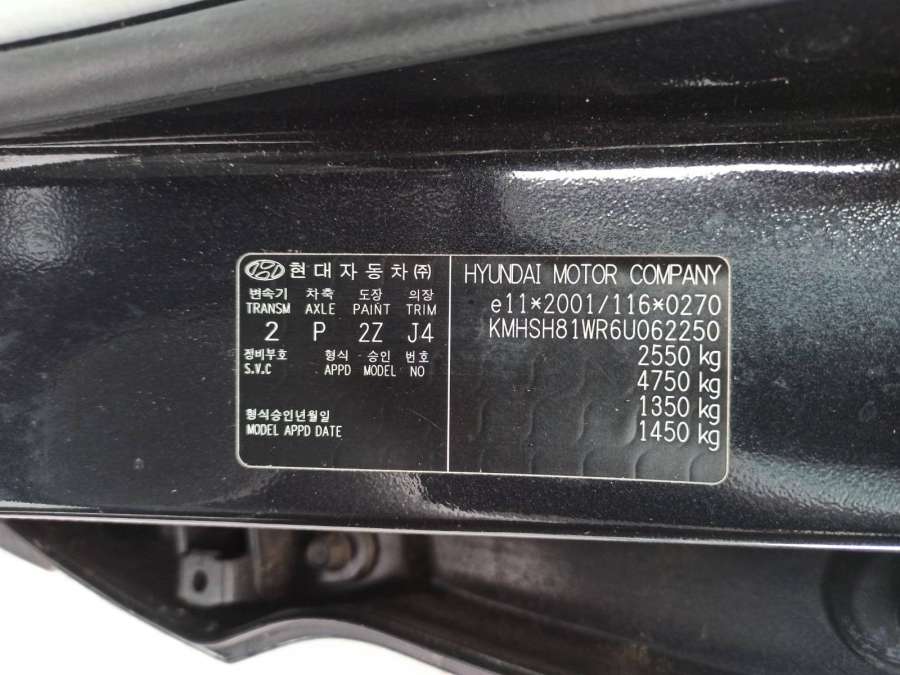 현대자동차㈜
변속기 차축 도장 의장
TRANSM AXLE PAINT TRIM
2 P 2Z J4
정비부호 형식 승인 번호
S.V.C APPD MODEL NO
형식승인년월일
MODEL APPD DATE
HYUNDAI MOTOR COMPANY
e11*2001/116*0270
KMHSH81WR6U062250
2550 kg
4750 kg
1350 kg
1450 kg